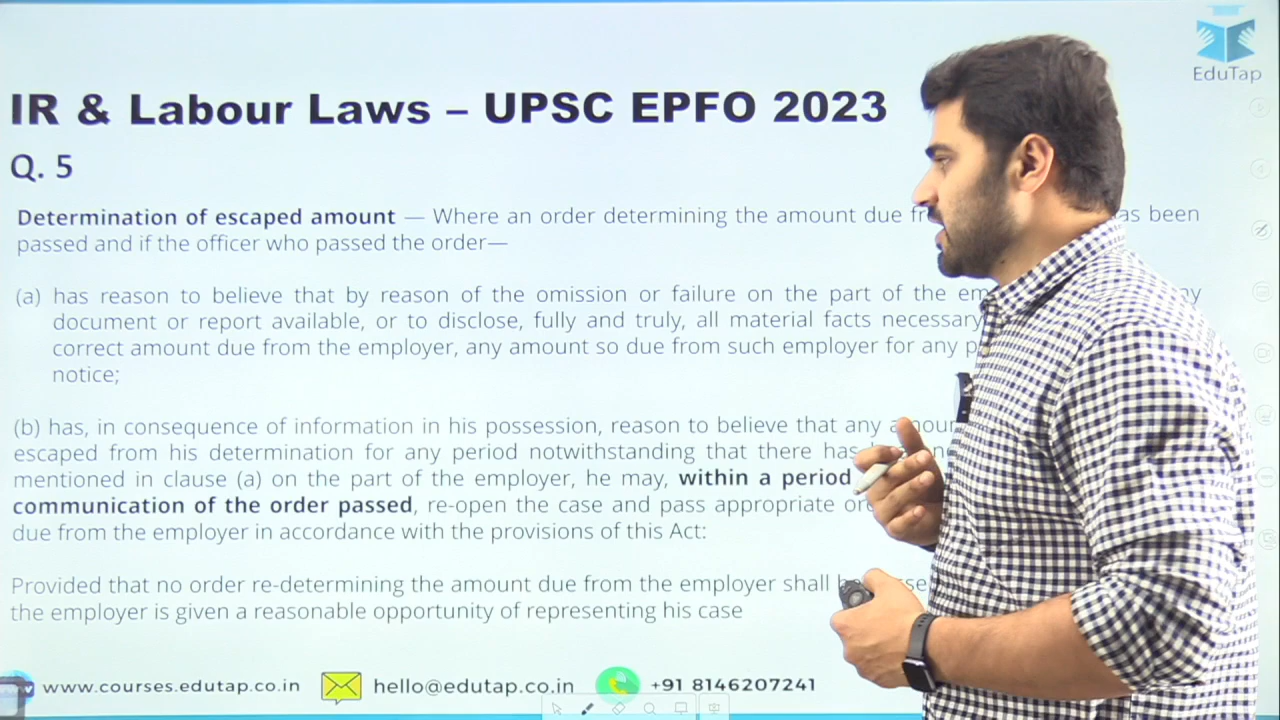 EduTap
IR & Labour Laws – UPSC EPFO 2023
Q. 5
Determination of escaped amount — Where an order determining the amount due has been
passed and if the officer who passed the order—
(a) has reason to believe that by reason of the omission or failure on the part of the
document or report available, or to disclose, fully and truly, all material facts necessary
correct amount due from the employer, any amount so due from such employer for any
notice;
(b) has, in consequence of information in his possession, reason to believe that any
escaped from his determination for any period notwithstanding that there has
mentioned in clause (a) on the part of the employer, he may, within a period
communication of the order passed, re-open the case and pass appropriate
due from the employer in accordance with the provisions of this Act:
Provided that no order re-determining the amount due from the employer shall
the employer is given a reasonable opportunity of representing his case
www.courses.edutap.co.in hello@edutap.co.in +91 8146207241